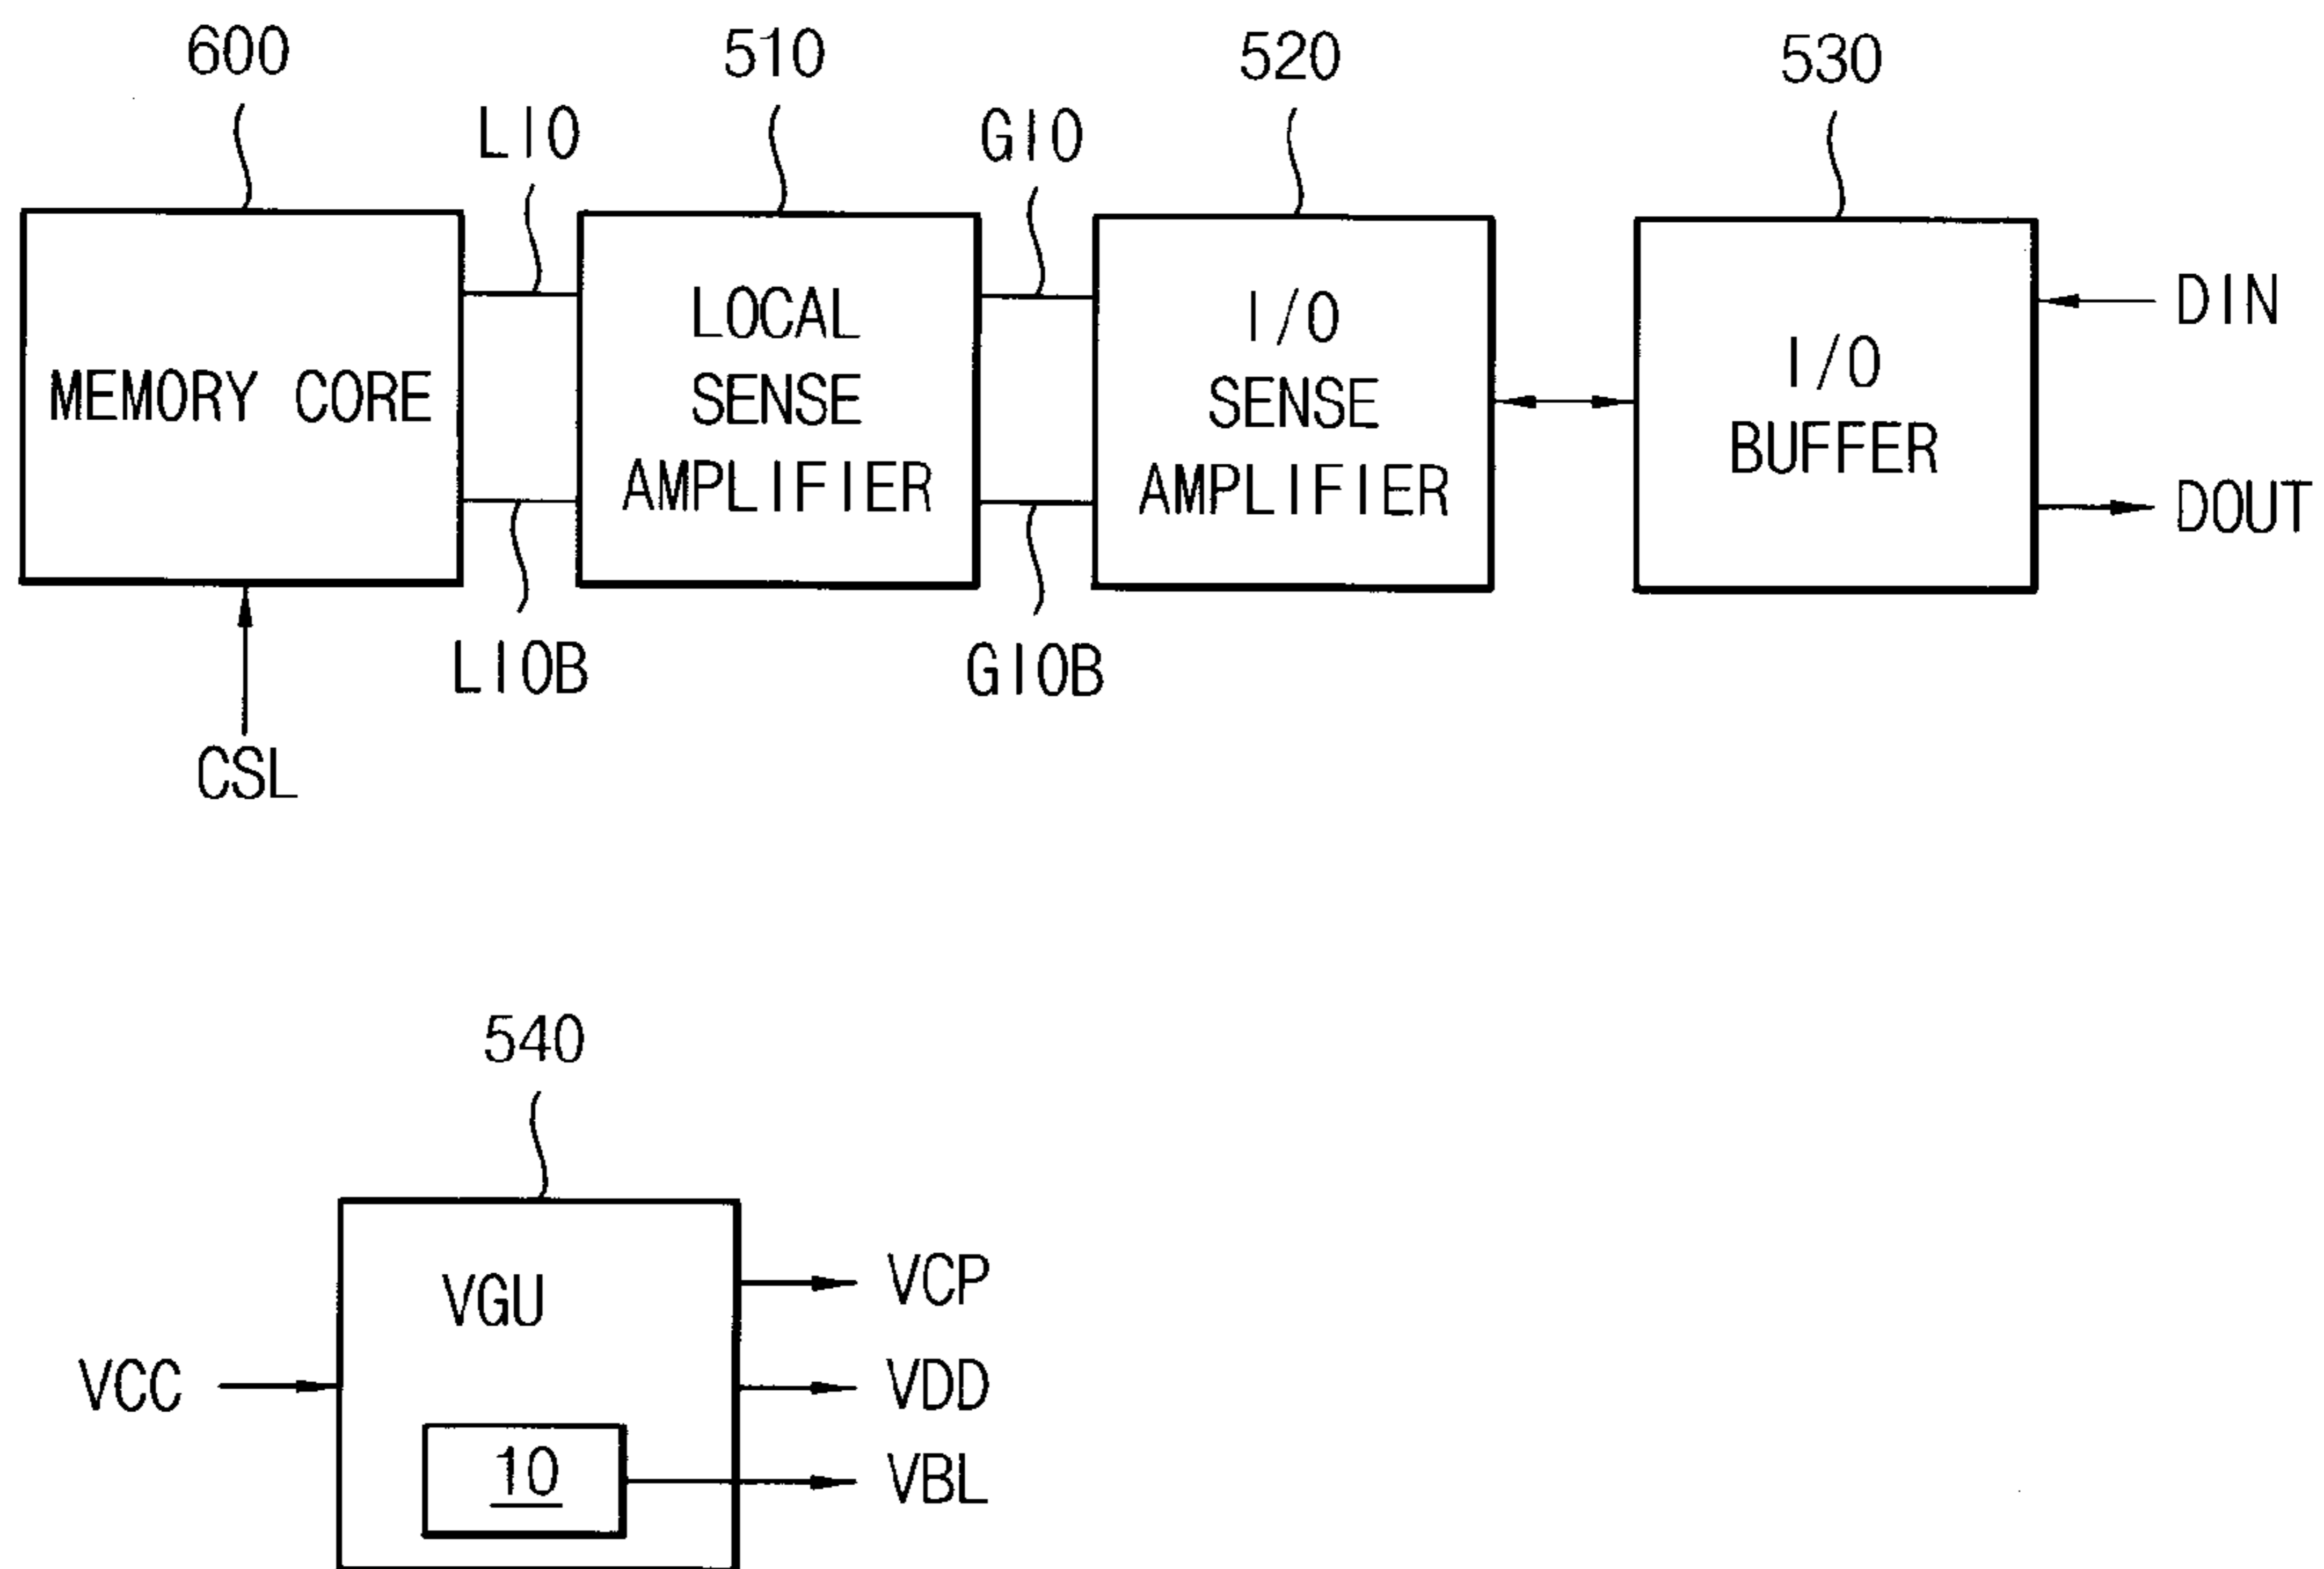 600
510
520
530
LIO
GIO
MEMORY CORE
LOCAL
SENSE
AMPLIFIER
I/O
SENSE
AMPLIFIER
I/O
BUFFER
DIN
DOUT
LIOB
GIOB
CSL
540
VGU
VCC
10
VCP
VDD
VBL